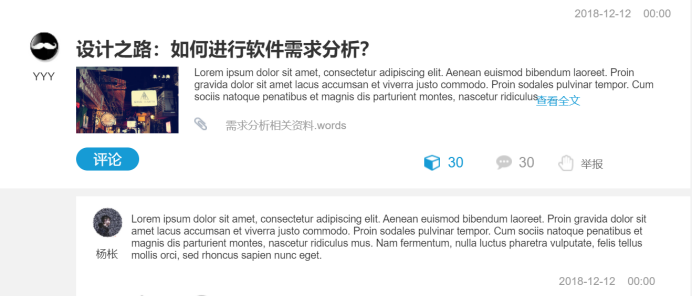 2018-12-12 00:00
设计之路：如何进行软件需求分析？
YYY
Lorem ipsum dolor sit amet, consectetur adipiscing elit. Aenean euismod bibendum laoreet. Proin
gravida dolor sit amet lacus accumsan et viverra justo commodo. Proin sodales pulvinar tempor. Cum
sociis natoque penatibus et magnis dis parturient montes, nascetur ridiculus
查看全文
需求分析相关资料.words
评论
30
30
举报
Lorem ipsum dolor sit amet, consectetur adipiscing elit. Aenean euismod bibendum laoreet. Proin gravida dolor sit
amet lacus accumsan et viverra justo commodo. Proin sodales pulvinar tempor. Cum sociis natoque penatibus et
magnis dis parturient montes, nascetur ridiculus mus. Nam fermentum, nulla luctus pharetra vulputate, felis tellus
mollis orci, sed rhoncus sapien nunc eget.
杨枨
2018-12-12 00:00